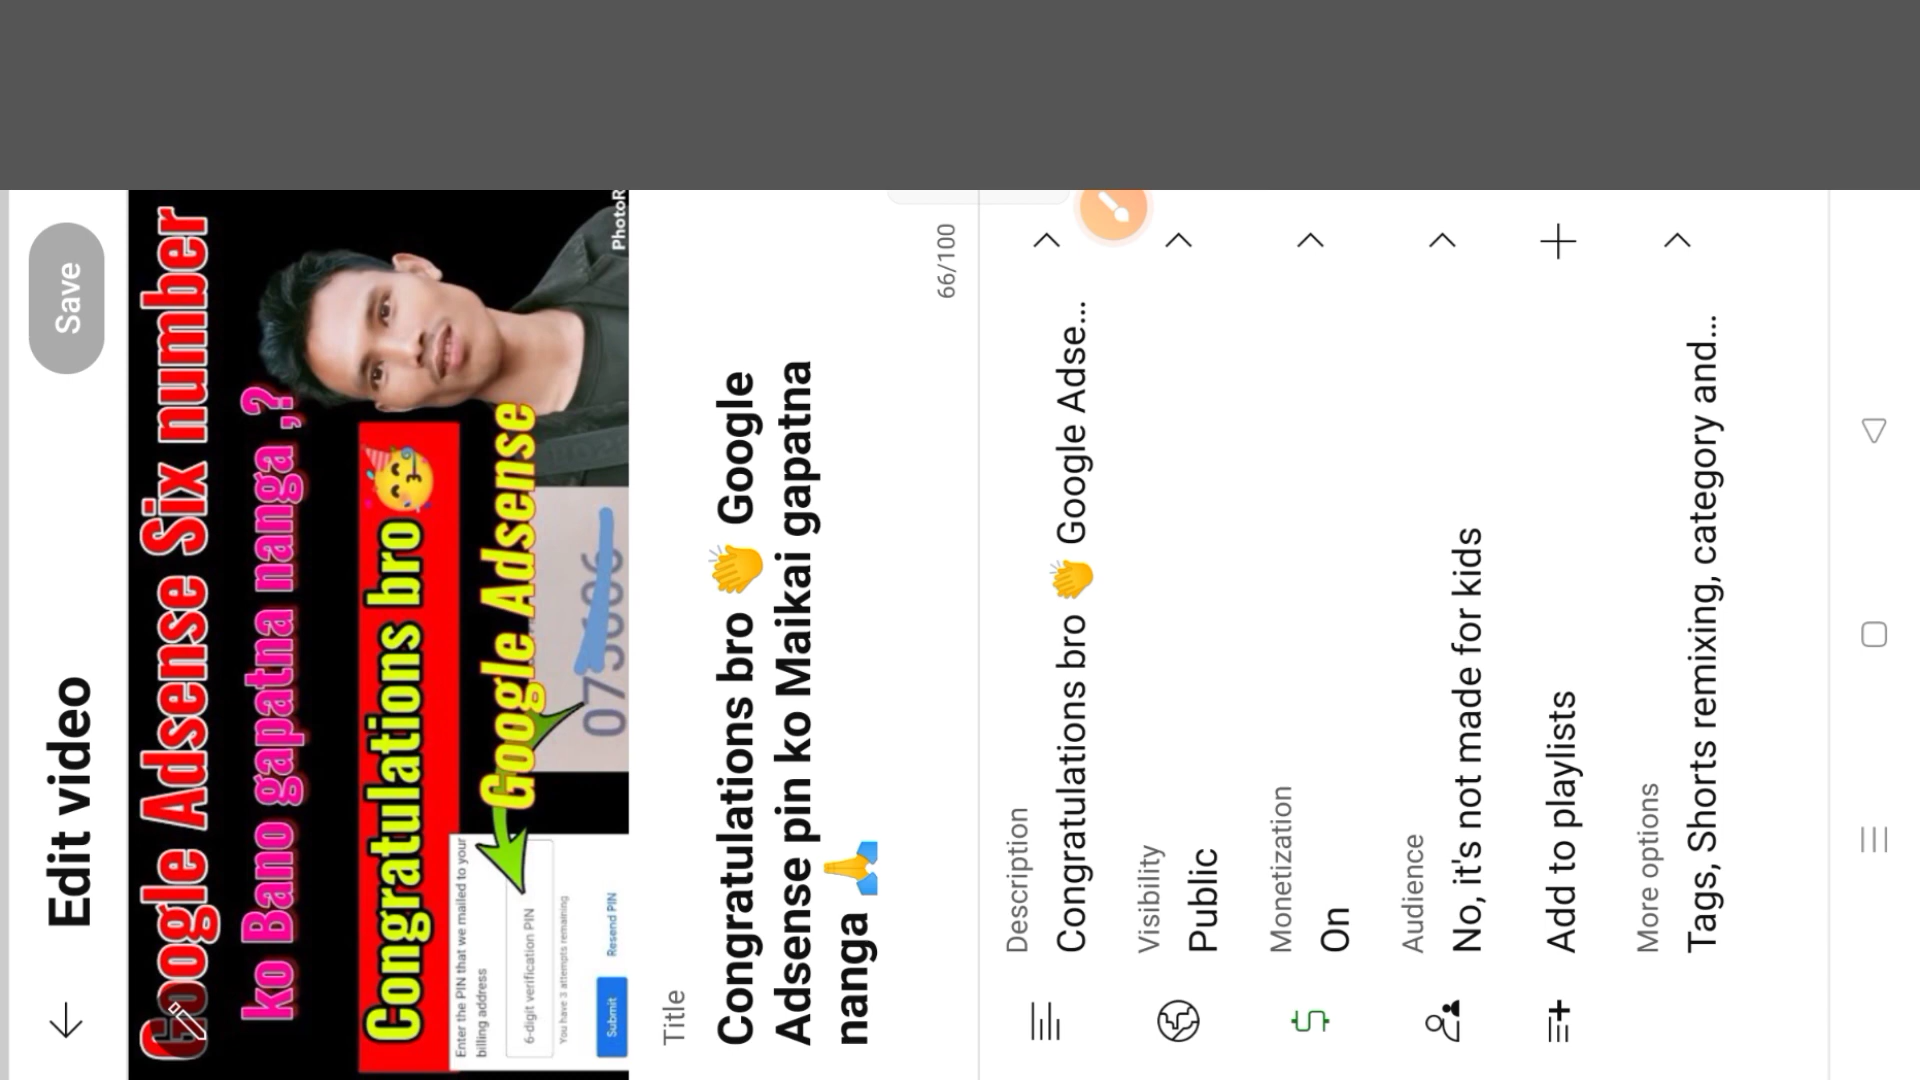 Edit video
Save
Google Adsense Six number
ko Bano gapatna nanga ,?
Congratulations bro 🥳
Google Adsense
Enter the PIN that we mailed to your
billing address
6-digit verification PIN
You have 3 attempts remaining
Submit
Resend PIN
PhotoR
Title
Congratulations bro 👏 Google
Adsense pin ko Maikai gapatna
nanga 🙏
66/100
Description
Congratulations bro 👏 Google Adse...
Visibility
Public
Monetization
On
Audience
No, it's not made for kids
Add to playlists
More options
Tags, Shorts remixing, category and...